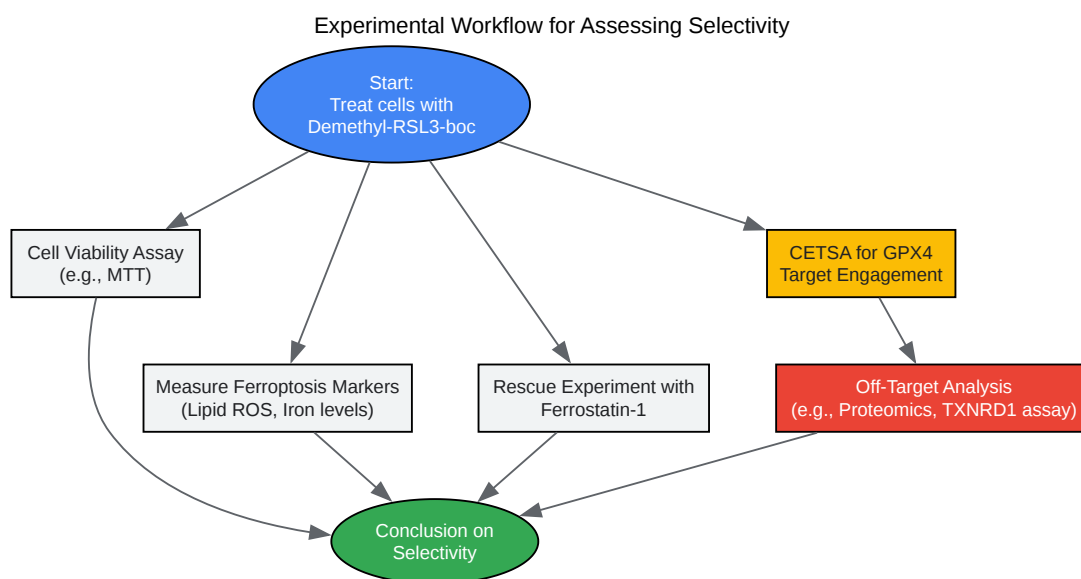 Experimental Workflow for Assessing Selectivity
Start:
Treat cells with
Demethyl-RSL3-boc
Cell Viability Assay
(e.g., MTT)
CETSA for GPX4
Target Engagement
Measure Ferroptosis Markers
(Lipid ROS, Iron levels)
Rescue Experiment with
Ferrostatin-1
Off-Target Analysis
(e.g., Proteomics, TXNRD1 assay)
Conclusion on
Selectivity